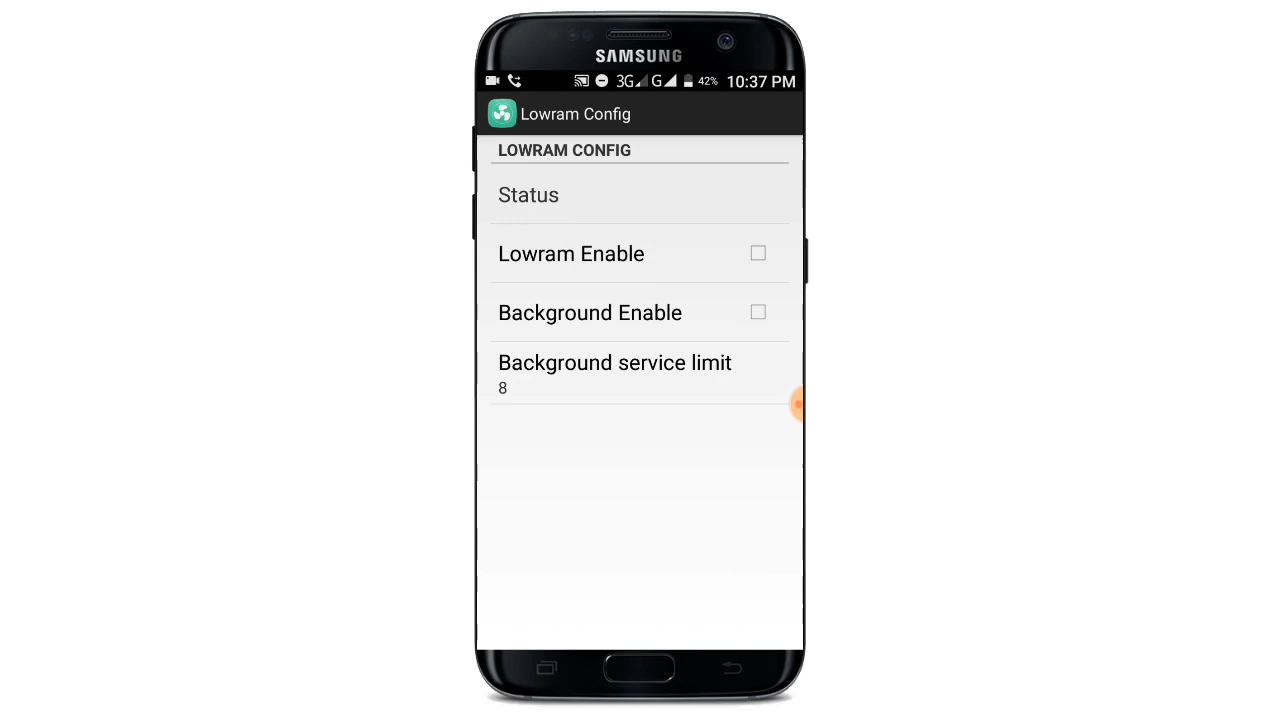 SAMSUNG
3G G 42% 10:37 PM
Lowram Config
LOWRAM CONFIG
Status
Lowram Enable
Background Enable
Background service limit
8